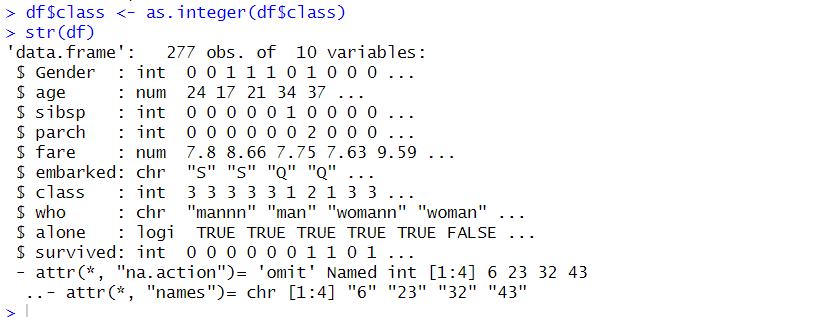 > df$class <- as.integer(df$class)
> str(df)
'data.frame':   277 obs. of  10 variables:
 $ Gender  : int  0 0 1 1 1 0 1 0 0 0 ...
 $ age     : num  24 17 21 34 37 ...
 $ sibsp   : int  0 0 0 0 0 1 0 0 0 0 ...
 $ parch   : int  0 0 0 0 0 0 2 0 0 0 ...
 $ fare    : num  7.8 8.66 7.75 7.63 9.59 ...
 $ embarked: chr  "S" "S" "Q" "Q" ...
 $ class   : int  3 3 3 3 3 1 2 1 3 3 ...
 $ who     : chr  "mannn" "man" "womann" "woman" ...
 $ alone   : logi  TRUE TRUE TRUE TRUE TRUE FALSE ...
 $ survived: int  0 0 0 0 0 0 1 1 0 1 ...
 - attr(*, "na.action")= 'omit' Named int [1:4] 6 23 32 43
  ..- attr(*, "names")= chr [1:4] "6" "23" "32" "43"
>